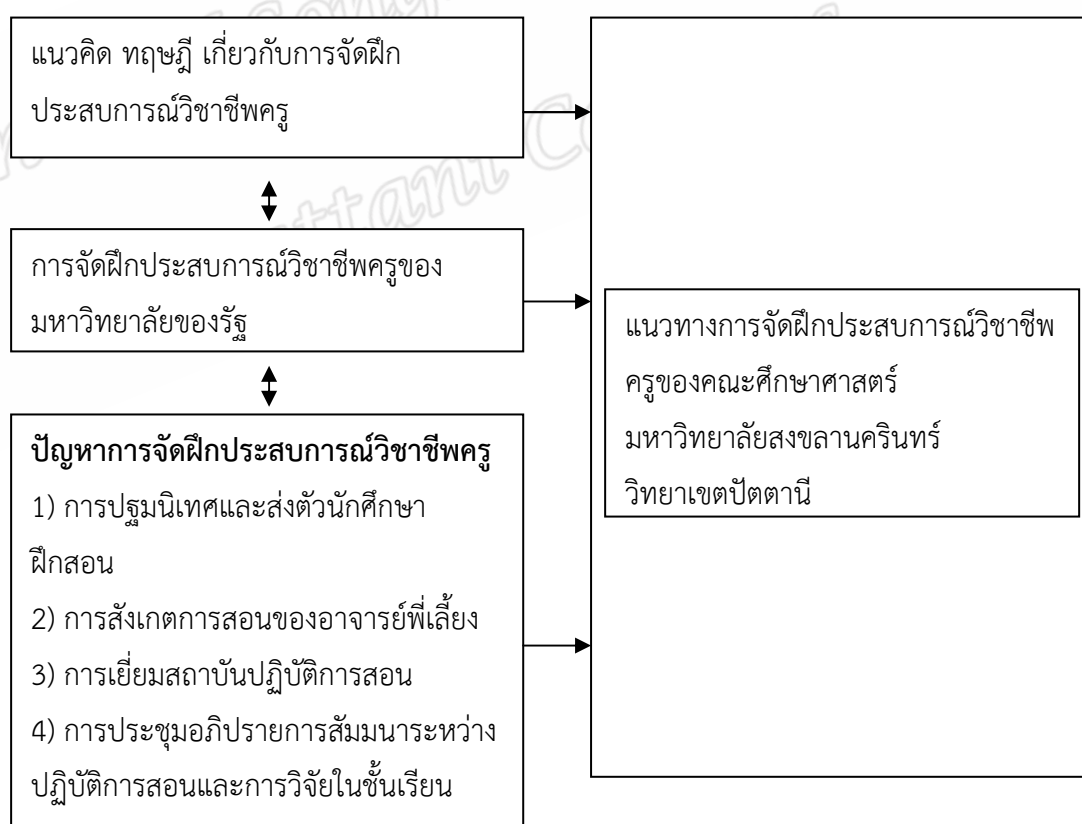 แนวคิด ทฤษฎี เกี่ยวกับการจัดฝึก
ประสบการณ์วิชาชีพครู
การจัดฝึกประสบการณ์วิชาชีพครูของ
มหาวิทยาลัยของรัฐ
ปัญหาการจัดฝึกประสบการณ์วิชาชีพครู
1) การปฐมนิเทศและส่งตัวนักศึกษา
ฝึกสอน
2) การสังเกตการสอนของอาจารย์พี่เลี้ยง
3) การเยี่ยมสถาบันปฏิบัติการสอน
4) การประชุมอภิปรายการสัมมนาระหว่าง
ปฏิบัติการสอนและการวิจัยในชั้นเรียน
แนวทางการจัดฝึกประสบการณ์วิชาชีพ
ครูของคณะศึกษาศาสตร์
มหาวิทยาลัยสงขลานครินทร์
วิทยาเขตปัตตานี